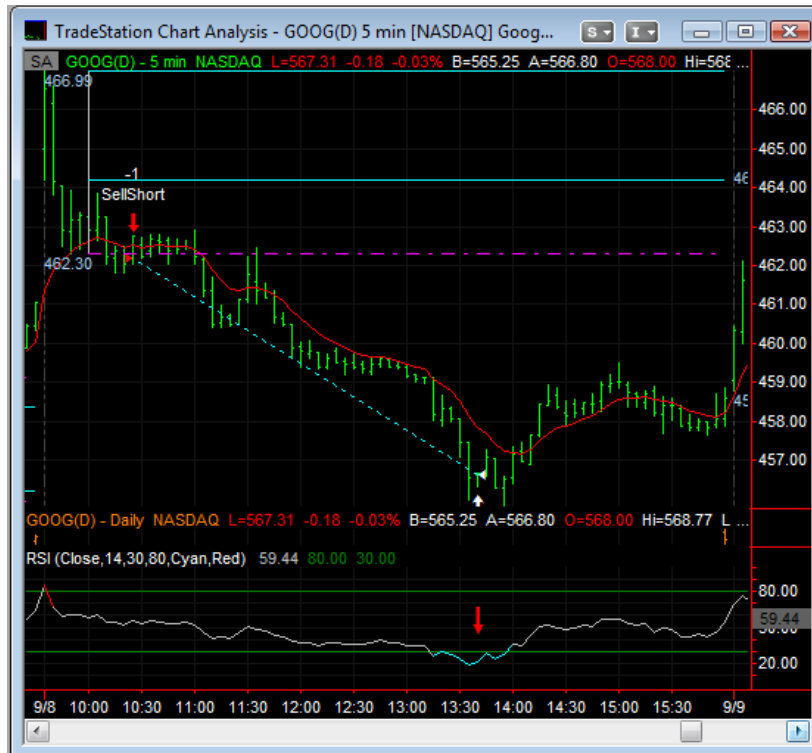 TradeStation Chart Analysis - GOOG(D) 5 min [NASDAQ] Goog...
S I
SA GOOG(D) - 5 min NASDAQ L=567.31 -0.18 -0.03% B=565.25 A=566.80 O=568.00 Hi=568 ...
466.99
466.00
465.00
-1
46
464.00
SellShort
463.00
462.30
462.00
461.00
460.00
459.00
45
458.00
457.00
GOOG(D) - Daily NASDAQ L=567.31 -0.18 -0.03% B=565.25 A=566.80 O=568.00 Hi=568.77 L ...
RSI (Close,14,30,80,Cyan,Red) 59.44 80.00 30.00
80.00
59.44
50.00
20.00
9/8 10:00 10:30 11:00 11:30 12:00 12:30 13:00 13:30 14:00 14:30 15:00 15:30 9/9